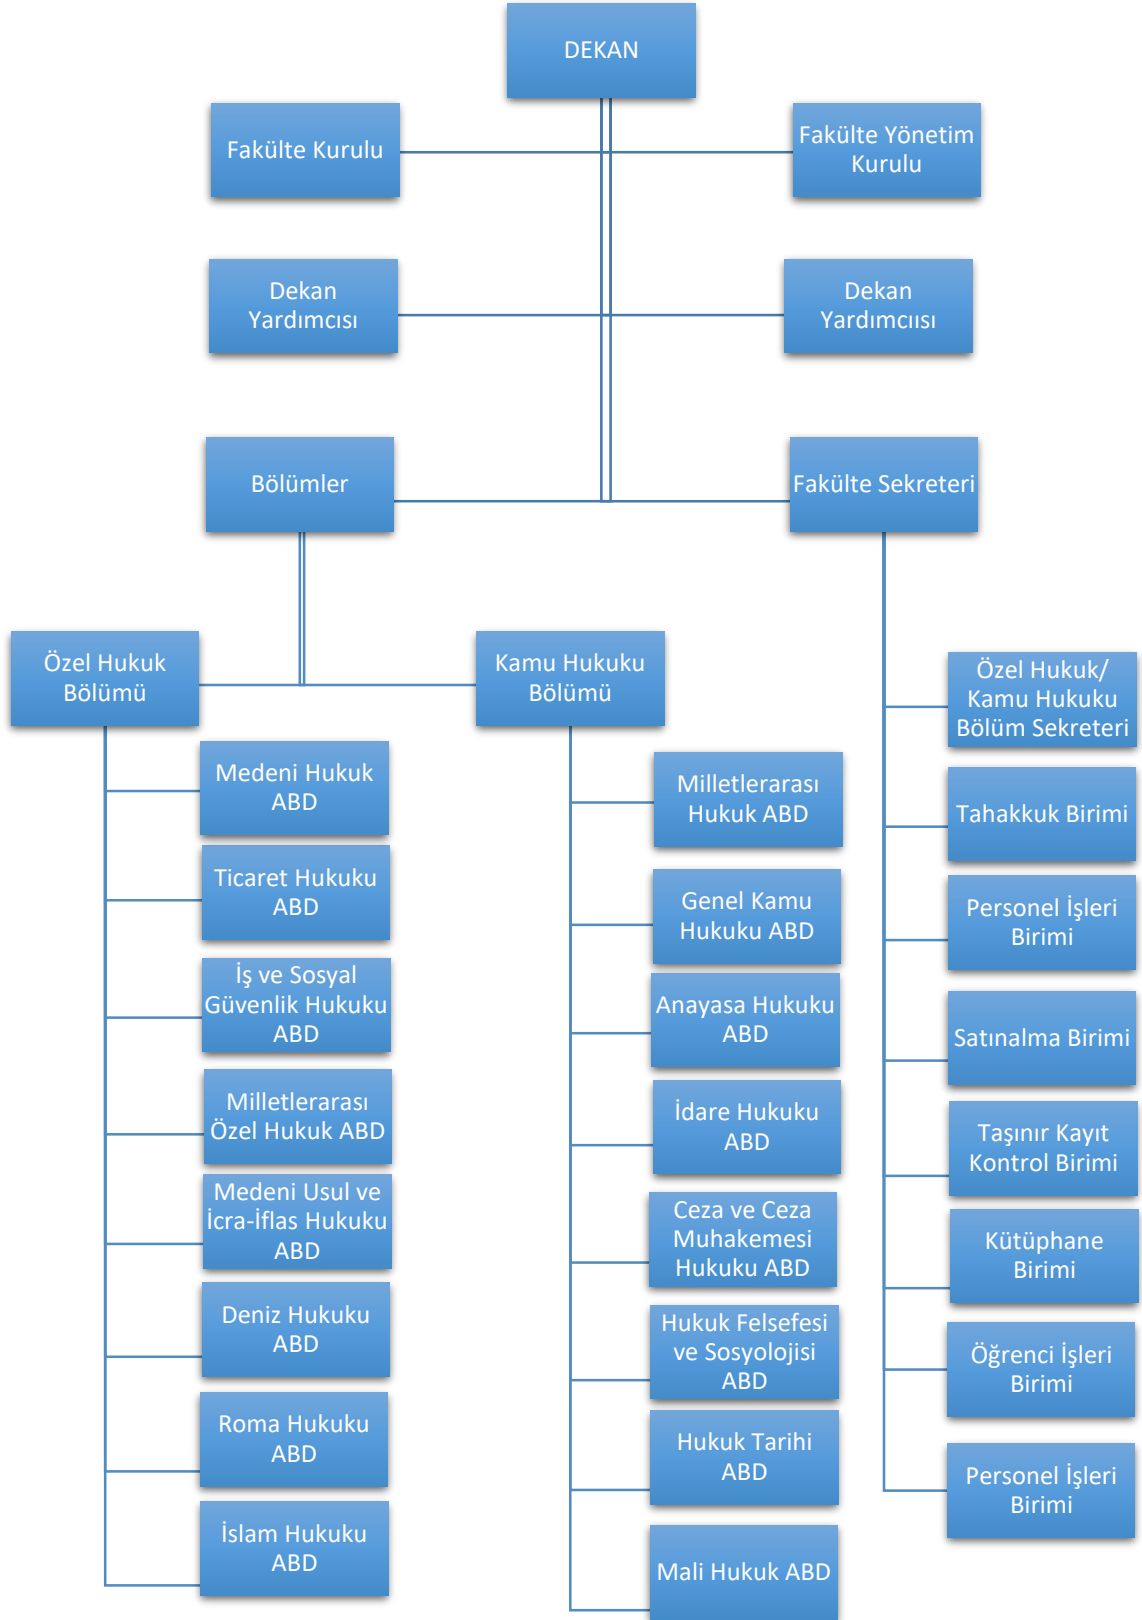 DEKAN
Fakülte Kurulu
Fakülte Yönetim
Kurulu
Dekan
Yardımcısı
Dekan
Yardımcıısı
Bölümler
Fakülte Sekreteri
Özel Hukuk
Bölümü
Kamu Hukuku
Bölümü
Medeni Hukuk
ABD
Ticaret Hukuku
ABD
İş ve Sosyal
Güvenlik Hukuku
ABD
Milletlerarası
Özel Hukuk ABD
Medeni Usul ve
İcra-İflas Hukuku
ABD
Deniz Hukuku
ABD
Roma Hukuku
ABD
İslam Hukuku
ABD
Milletlerarası
Hukuk ABD
Genel Kamu
Hukuku ABD
Anayasa Hukuku
ABD
İdare Hukuku
ABD
Ceza ve Ceza
Muhakemesi
Hukuku ABD
Hukuk Felsefesi
ve Sosyolojisi
ABD
Hukuk Tarihi
ABD
Mali Hukuk ABD
Özel Hukuk/
Kamu Hukuku
Bölüm Sekreteri
Tahakkuk Birimi
Personel İşleri
Birimi
Satınalma Birimi
Taşınır Kayıt
Kontrol Birimi
Kütüphane
Birimi
Öğrenci İşleri
Birimi
Personel İşleri
Birimi